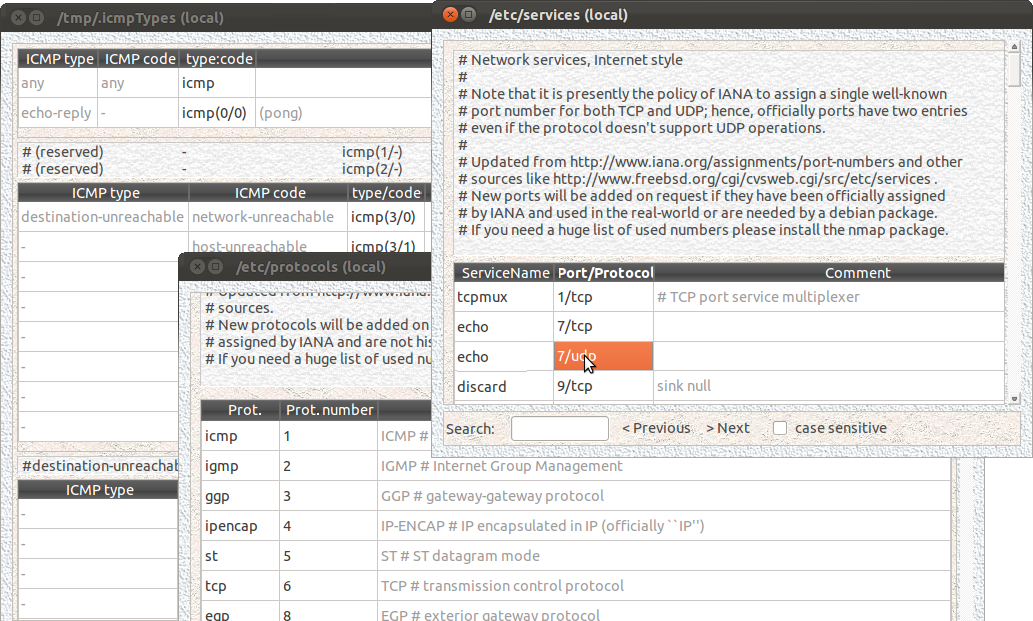 /tmp/.icmpTypes (local)
ICMP type ICMP code type:code
any any icmp
echo-reply - icmp(0/0) (pong)
# (reserved) - icmp(1/-)
# (reserved) - icmp(2/-)
ICMP type ICMP code type/code
destination-unreachable network-unreachable icmp(3/0)
- host-unreachable icmp(3/1)
-
-
-
-
-
-
#destination-unreachab
ICMP type
-
-
-
-
/etc/protocols (local)
# Updated from http://www.iana.
# sources.
# New protocols will be added on
# assigned by IANA and are not his
# If you need a huge list of used nu
Prot. Prot. number
icmp 1 ICMP #
igmp 2 IGMP # Internet Group Management
ggp 3 GGP # gateway-gateway protocol
ipencap 4 IP-ENCAP # IP encapsulated in IP (officially ``IP'')
st 5 ST # ST datagram mode
tcp 6 TCP # transmission control protocol
egp 8 EGP # exterior gateway protocol
/etc/services (local)
# Network services, Internet style
#
# Note that it is presently the policy of IANA to assign a single well-known
# port number for both TCP and UDP; hence, officially ports have two entries
# even if the protocol doesn't support UDP operations.
#
# Updated from http://www.iana.org/assignments/port-numbers and other
# sources like http://www.freebsd.org/cgi/cvsweb.cgi/src/etc/services .
# New ports will be added on request if they have been officially assigned
# by IANA and used in the real-world or are needed by a debian package.
# If you need a huge list of used numbers please install the nmap package.
ServiceName Port/Protocol Comment
tcpmux 1/tcp # TCP port service multiplexer
echo 7/tcp
echo 7/udp
discard 9/tcp sink null
Search: < Previous > Next case sensitive